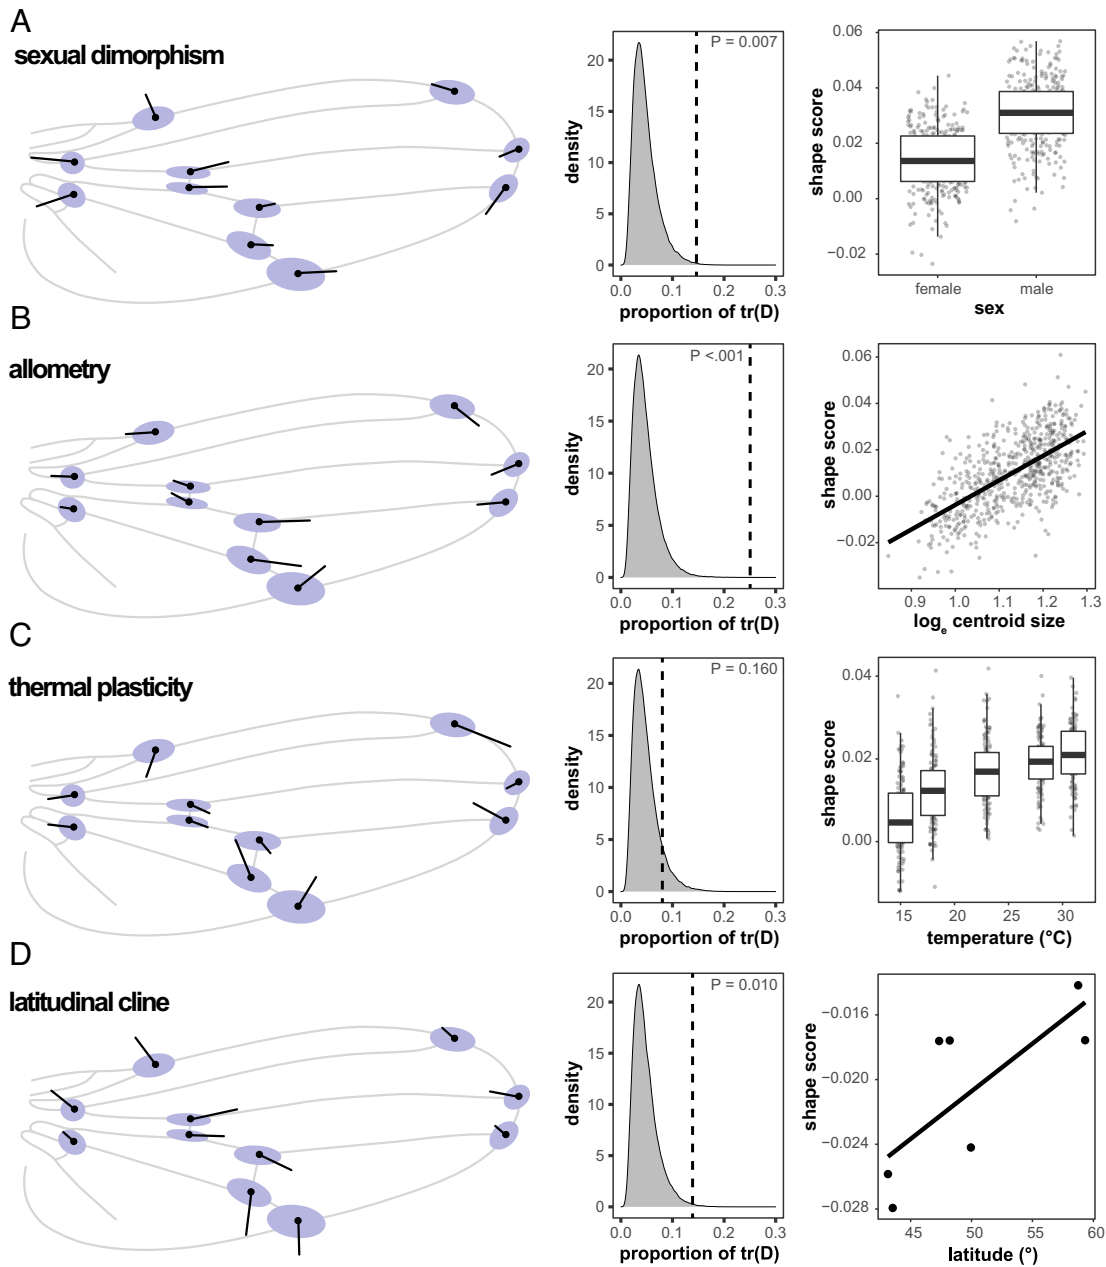 A
sexual dimorphism
P = 0.007
20
15
10
5
0
density
0.0 0.1 0.2 0.3
proportion of tr(D)
0.06
0.04
0.02
0.00
−0.02
shape score
female male
sex
B
allometry
P <.001
20
15
10
5
0
density
0.0 0.1 0.2 0.3
proportion of tr(D)
0.06
0.04
0.02
0.00
−0.02
shape score
0.9 1.0 1.1 1.2 1.3
logₑ centroid size
C
thermal plasticity
P = 0.160
20
15
10
5
0
density
0.0 0.1 0.2 0.3
proportion of tr(D)
0.04
0.02
0.00
shape score
15 20 25 30
temperature (°C)
D
latitudinal cline
P = 0.010
20
15
10
5
0
density
0.0 0.1 0.2 0.3
proportion of tr(D)
−0.016
−0.020
−0.024
−0.028
shape score
45 50 55 60
latitude (°)